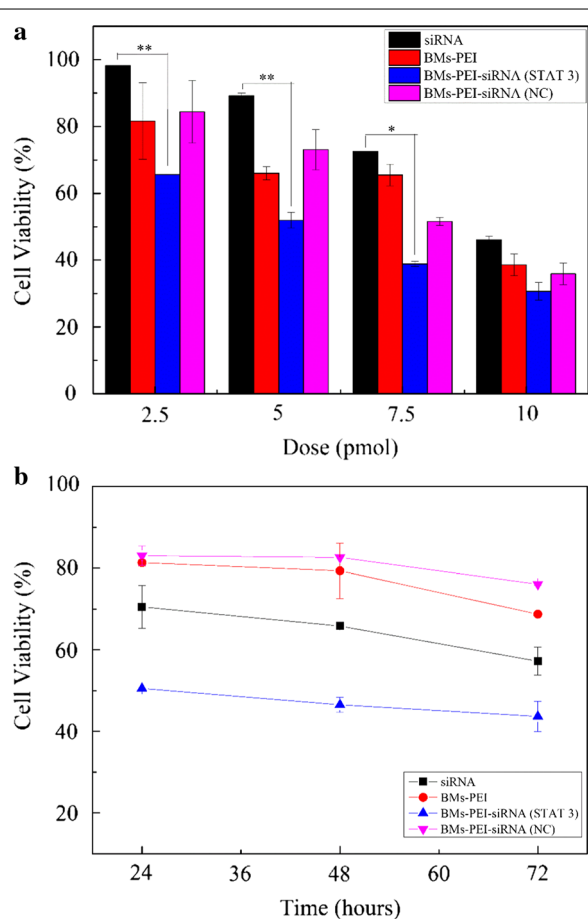 a
siRNA
BMs-PEI
BMs-PEI-siRNA (STAT 3)
BMs-PEI-siRNA (NC)
**
**
*
100
80
60
40
20
0
Cell Viability (%)
2.5 5 7.5 10
Dose (pmol)
b
100
80
60
40
20
Cell Viability (%)
siRNA
BMs-PEI
BMs-PEI-siRNA (STAT 3)
BMs-PEI-siRNA (NC)
24 36 48 60 72
Time (hours)